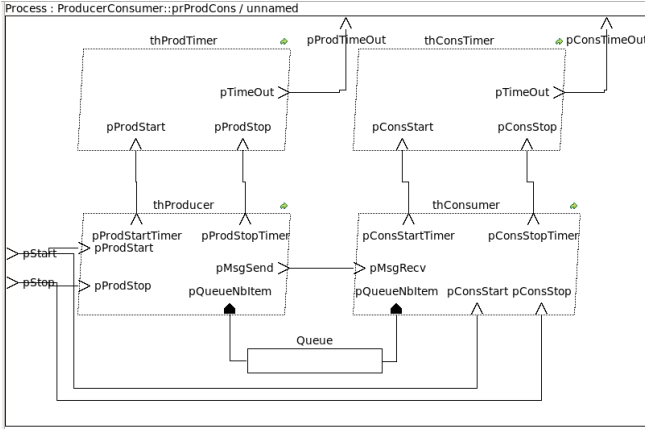 Process : ProducerConsumer::prProdCons / unnamed
thProdTimer
pProdTimeOut
thConsTimer
pConsTimeOut
pTimeOut
pTimeOut
pProdStart
pProdStop
pConsStart
pConsStop
thProducer
thConsumer
pProdStartTimer
pProdStopTimer
pConsStartTimer
pConsStopTimer
pStart
pProdStart
pMsgSend
pMsgRecv
pStop
pProdStop
pQueueNbItem
pQueueNbItem
pConsStart
pConsStop
Queue